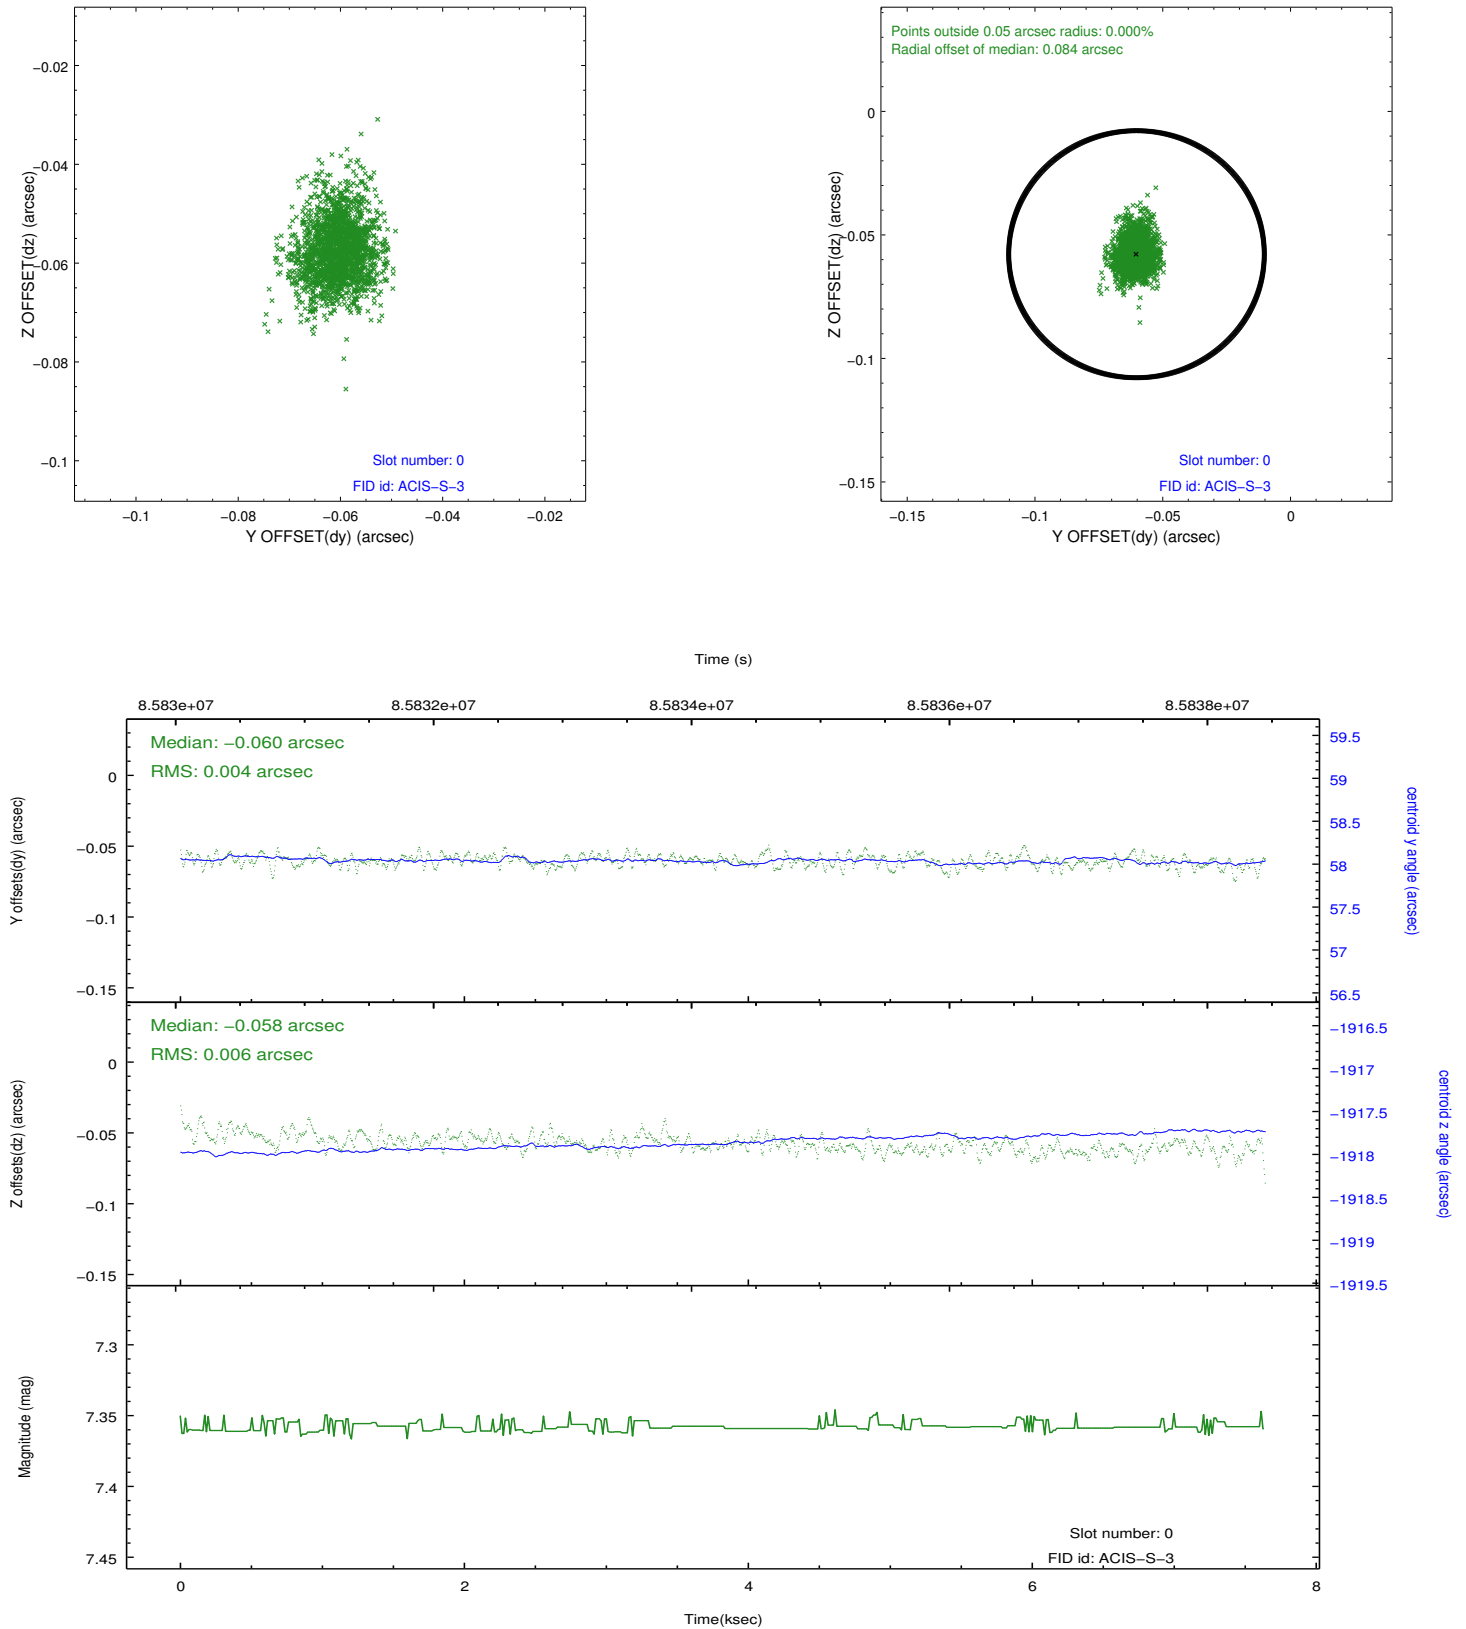 −0.02
−0.04
−0.06
−0.08
−0.1
Z OFFSET(dz) (arcsec)
Slot number: 0
FID id: ACIS−S−3
−0.1
−0.08
−0.06
−0.04
−0.02
Y OFFSET(dy) (arcsec)
Points outside 0.05 arcsec radius: 0.000%
Radial offset of median: 0.084 arcsec
0
−0.05
−0.1
−0.15
Z OFFSET(dz) (arcsec)
Slot number: 0
FID id: ACIS−S−3
−0.15
−0.1
−0.05
0
Y OFFSET(dy) (arcsec)
Time (s)
8.583e+07
8.5832e+07
8.5834e+07
8.5836e+07
8.5838e+07
Median: −0.060 arcsec
RMS: 0.004 arcsec
0
−0.05
−0.1
−0.15
Y offsets(dy) (arcsec)
59.5
59
58.5
58
57.5
57
56.5
centroid y angle (arcsec)
Median: −0.058 arcsec
RMS: 0.006 arcsec
0
−0.05
−0.1
−0.15
Z offsets(dz) (arcsec)
−1916.5
−1917
−1917.5
−1918
−1918.5
−1919
−1919.5
centroid z angle (arcsec)
7.3
7.35
7.4
7.45
Magnitude (mag)
Slot number: 0
FID id: ACIS−S−3
0
2
4
6
8
Time(ksec)